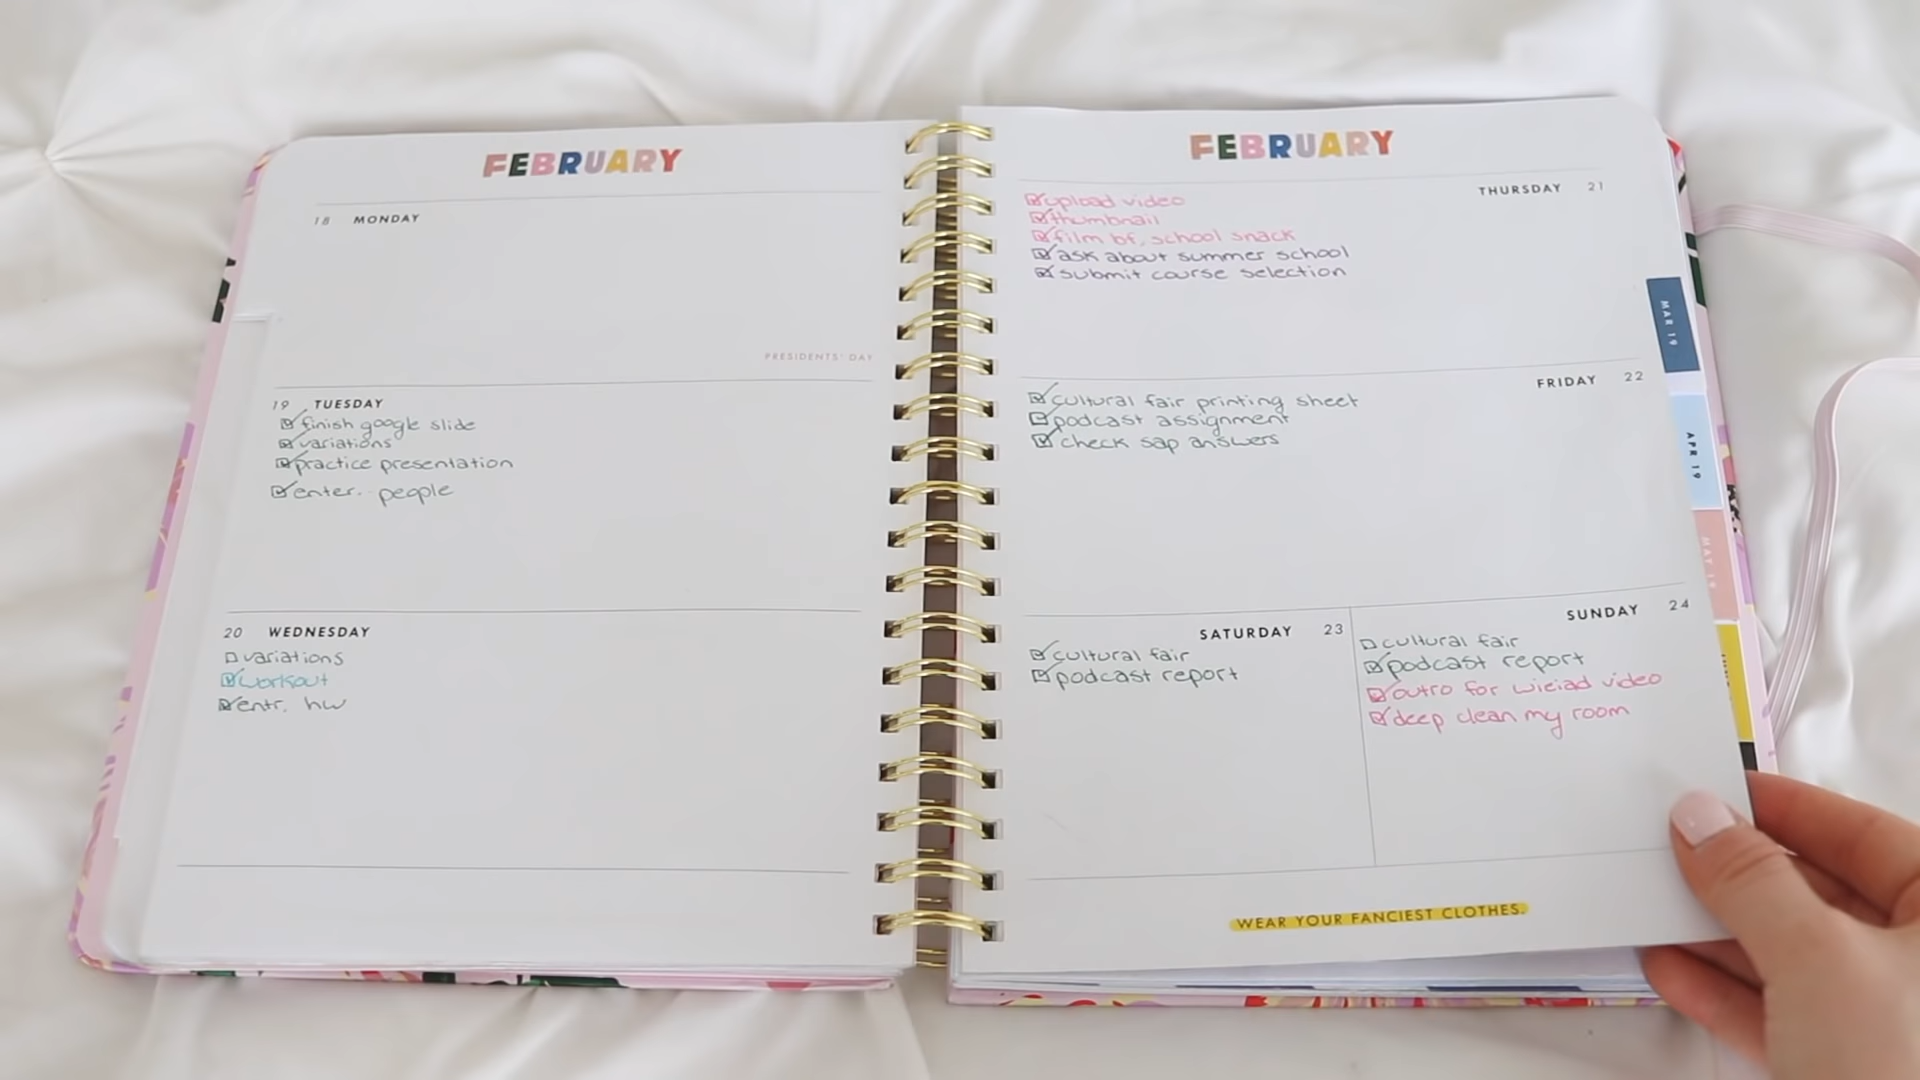 FEBRUARY
18 MONDAY
PRESIDENTS' DAY
19 TUESDAY
finish google slide
variations
practice presentation
enter.. people
20 WEDNESDAY
variations
workout
entr. hw
FEBRUARY
THURSDAY 21
upload video
thumbnail
film bf, school snack
ask about summer school
submit course selection
FRIDAY 22
cultural fair printing sheet
podcast assignment
check sap answers
SATURDAY 23
cultural fair
podcast report
SUNDAY 24
cultural fair
podcast report
outro for wieiad video
deep clean my room
WEAR YOUR FANCIEST CLOTHES.
MAR 19
APR 19
MAY 19